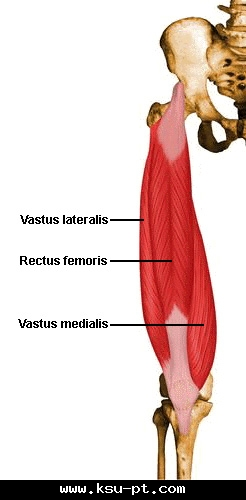 Vastus lateralis
Rectus femoris
Vastus medialis
www.ksu-pt.com